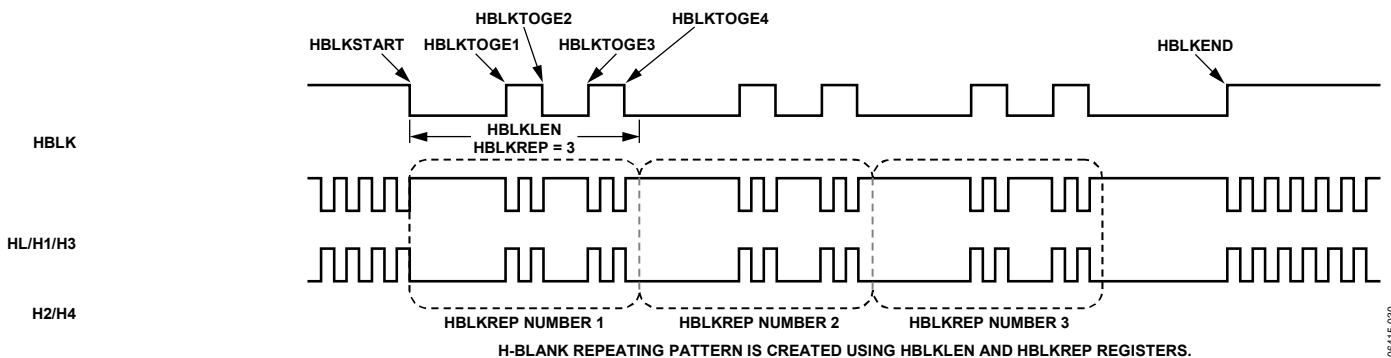 HBLKTOGE2
HBLKTOGE4
HBLKSTART
HBLKTOGE1
HBLKTOGE3
HBLKEND
HBLK
HBLKLEN
HBLKREP = 3
HL/H1/H3
H2/H4
HBLKREP NUMBER 1
HBLKREP NUMBER 2
HBLKREP NUMBER 3
H-BLANK REPEATING PATTERN IS CREATED USING HBLKLEN AND HBLKREP REGISTERS.